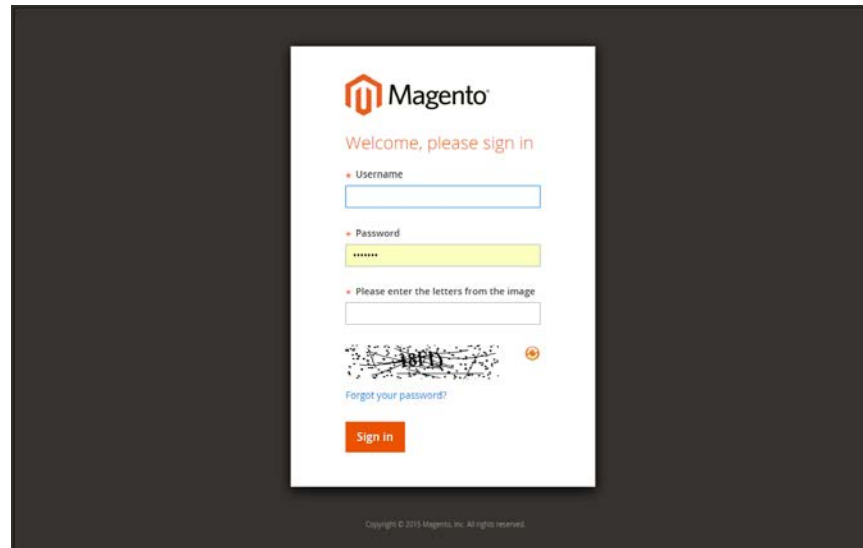 Magento
Welcome, please sign in
* Username
* Password
•••••••
* Please enter the letters from the image
Forgot your password?
Sign in
Copyright © 2015 Magento, Inc. All rights reserved.